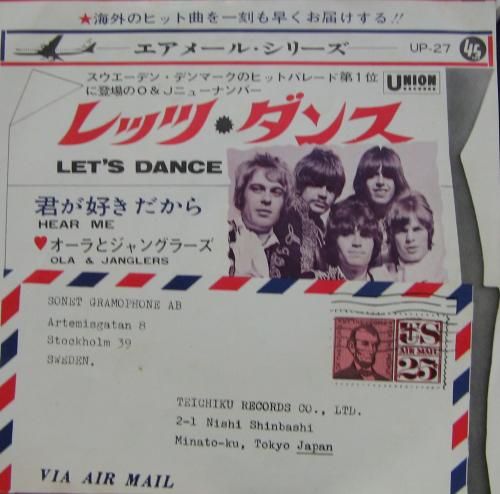 ★海外のヒット曲を一刻も早くお届けする!!
エアメール・シリーズ
UP-27
45
スウエーデン・デンマークのヒットパレード第1位
に登場のO&Jニューナンバー
UNION
RECORDS
レッツ・ダンス
LET'S DANCE
君が好きだから
HEAR ME
♥オーラとジャングラーズ
OLA & JANGLERS
SONET GRAMOPHONE AB
Artemisgatan 8
Stockholm 39
SWEDEN.
US
AIR MAIL
25¢
TEICHIKU RECORDS CO., LTD.
2-1 Nishi Shinbashi
Minato-ku, Tokyo Japan
VIA AIR MAIL